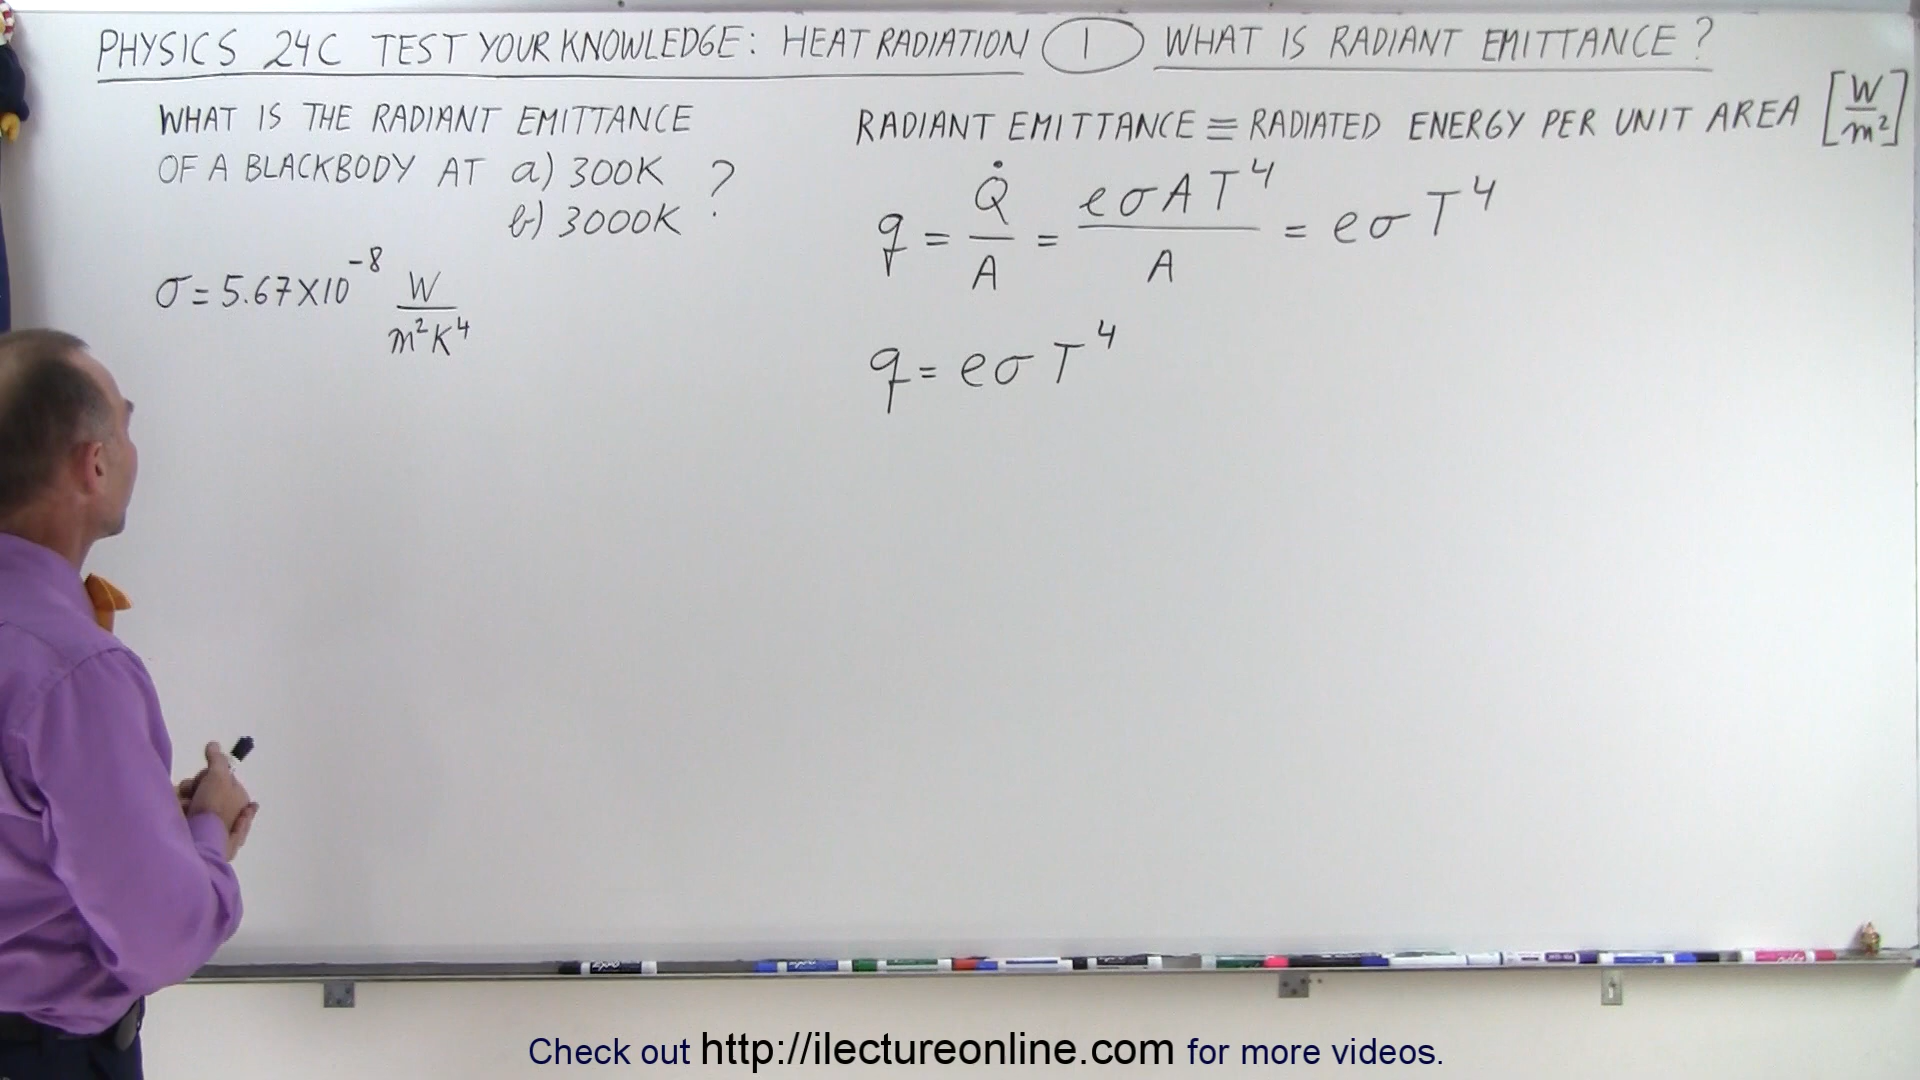 PHYSICS 24C TEST YOUR KNOWLEDGE: HEAT RADIATION 1 WHAT IS RADIANT EMITTANCE?
WHAT IS THE RADIANT EMITTANCE
OF A BLACKBODY AT a) 300K ?
b) 3000K
σ = 5.67X10^-8 W/m²K⁴
RADIANT EMITTANCE ≡ RADIATED ENERGY PER UNIT AREA [W/m²]
q = Q̇/A = eσAT⁴/A = eσT⁴
q = eσT⁴
Check out http://ilectureonline.com for more videos.